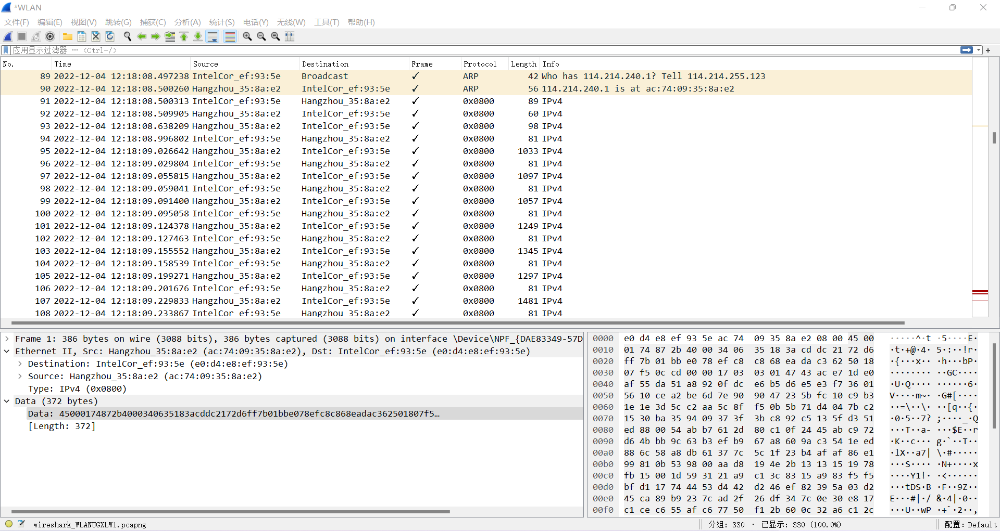 *WLAN
文件(F) 编辑(E) 视图(V) 跳转(G) 捕获(C) 分析(A) 统计(S) 电话(Y) 无线(W) 工具(T) 帮助(H)
应用显示过滤器 … <Ctrl-/>
No. Time Source Destination Frame Protocol Length Info
89 2022-12-04 12:18:08.497238 IntelCor_ef:93:5e Broadcast ✓ ARP 42 Who has 114.214.240.1? Tell 114.214.255.123
90 2022-12-04 12:18:08.500260 Hangzhou_35:8a:e2 IntelCor_ef:93:5e ✓ ARP 56 114.214.240.1 is at ac:74:09:35:8a:e2
91 2022-12-04 12:18:08.500313 IntelCor_ef:93:5e Hangzhou_35:8a:e2 ✓ 0x0800 89 IPv4
92 2022-12-04 12:18:08.509905 Hangzhou_35:8a:e2 IntelCor_ef:93:5e ✓ 0x0800 60 IPv4
93 2022-12-04 12:18:08.638209 Hangzhou_35:8a:e2 IntelCor_ef:93:5e ✓ 0x0800 98 IPv4
94 2022-12-04 12:18:08.996802 IntelCor_ef:93:5e Hangzhou_35:8a:e2 ✓ 0x0800 81 IPv4
95 2022-12-04 12:18:09.026642 Hangzhou_35:8a:e2 IntelCor_ef:93:5e ✓ 0x0800 1033 IPv4
96 2022-12-04 12:18:09.029804 IntelCor_ef:93:5e Hangzhou_35:8a:e2 ✓ 0x0800 81 IPv4
97 2022-12-04 12:18:09.055815 Hangzhou_35:8a:e2 IntelCor_ef:93:5e ✓ 0x0800 1097 IPv4
98 2022-12-04 12:18:09.059041 IntelCor_ef:93:5e Hangzhou_35:8a:e2 ✓ 0x0800 81 IPv4
99 2022-12-04 12:18:09.091400 Hangzhou_35:8a:e2 IntelCor_ef:93:5e ✓ 0x0800 1057 IPv4
100 2022-12-04 12:18:09.095058 IntelCor_ef:93:5e Hangzhou_35:8a:e2 ✓ 0x0800 81 IPv4
101 2022-12-04 12:18:09.124378 Hangzhou_35:8a:e2 IntelCor_ef:93:5e ✓ 0x0800 1249 IPv4
102 2022-12-04 12:18:09.127463 IntelCor_ef:93:5e Hangzhou_35:8a:e2 ✓ 0x0800 81 IPv4
103 2022-12-04 12:18:09.155552 Hangzhou_35:8a:e2 IntelCor_ef:93:5e ✓ 0x0800 1345 IPv4
104 2022-12-04 12:18:09.158539 IntelCor_ef:93:5e Hangzhou_35:8a:e2 ✓ 0x0800 81 IPv4
105 2022-12-04 12:18:09.199271 Hangzhou_35:8a:e2 IntelCor_ef:93:5e ✓ 0x0800 1297 IPv4
106 2022-12-04 12:18:09.201676 IntelCor_ef:93:5e Hangzhou_35:8a:e2 ✓ 0x0800 81 IPv4
107 2022-12-04 12:18:09.229833 Hangzhou_35:8a:e2 IntelCor_ef:93:5e ✓ 0x0800 1481 IPv4
108 2022-12-04 12:18:09.233867 IntelCor_ef:93:5e Hangzhou_35:8a:e2 ✓ 0x0800 81 IPv4
Frame 1: 386 bytes on wire (3088 bits), 386 bytes captured (3088 bits) on interface \Device\NPF_{DAE83349-57D
Ethernet II, Src: Hangzhou_35:8a:e2 (ac:74:09:35:8a:e2), Dst: IntelCor_ef:93:5e (e0:d4:e8:ef:93:5e)
Destination: IntelCor_ef:93:5e (e0:d4:e8:ef:93:5e)
Source: Hangzhou_35:8a:e2 (ac:74:09:35:8a:e2)
Type: IPv4 (0x0800)
Data (372 bytes)
Data: 45000174872b4000340635183acddc2172d6ff7b01bbe078efc8c868eadac362501807f5…
[Length: 372]
0000 e0 d4 e8 ef 93 5e ac 74 09 35 8a e2 08 00 45 00 ·····^·t ·5····E·
0010 01 74 87 2b 40 00 34 06 35 18 3a cd dc 21 72 d6 ·t·+@·4· 5·:··!r·
0020 ff 7b 01 bb e0 78 ef c8 c8 68 ea da c3 62 50 18 ·{···x·· ·h···bP·
0030 07 f5 0c cd 00 00 17 03 03 01 47 43 ac e7 1d e0 ········ ··GC····
0040 af 55 da 51 a8 92 0f dc e6 b5 d6 e5 e3 f7 36 01 ·U·Q···· ······6·
0050 56 10 ce a2 be 6d 7e 90 90 47 23 5b fc 10 c9 b3 V····m~· ·G#[····
0060 1e 1e 3d 5c c2 aa 5c 8f f5 0b 5b 71 d4 04 7b c2 ··=\··\· ··[q··{·
0070 15 30 ba 35 94 09 37 3f 3b c8 92 c5 13 5f d3 51 ·0·5··7? ;····_·Q
0080 ed 88 00 54 ab b7 61 2d 80 c1 0f 24 45 ab c9 72 ···T··a- ···$E··r
0090 d6 4b bb 9c 63 b3 ef b9 67 a8 60 9a c3 54 1e ed ·K··c··· g·`··T··
00a0 88 6c 58 a8 db 61 37 7c 5c 1f 23 b4 af af 86 e1 ·lX··a7| \·#·····
00b0 99 81 0b 53 98 00 aa d8 19 4e 2b 13 13 15 19 78 ···S···· ·N+····x
00c0 fb 15 00 1d 59 31 21 a9 c1 3c 83 15 a9 83 f5 f5 ····Y1!· ·<······
00d0 bf d1 17 74 44 53 d4 42 d2 46 ef 82 39 5a 03 d2 ···tDS·B ·F··9Z··
00e0 45 ca 89 b9 23 7c ad 2f 26 df 34 7c 0e 30 e8 17 E···#|·/ &·4|·0··
00f0 c1 ce c6 55 af c6 77 50 f1 2b 60 0c 32 a6 c1 2c ···U··wP ·+`·2··,
wireshark_WLANUGXLW1.pcapng 分组: 330 · 已显示: 330 (100.0%) 配置: Default